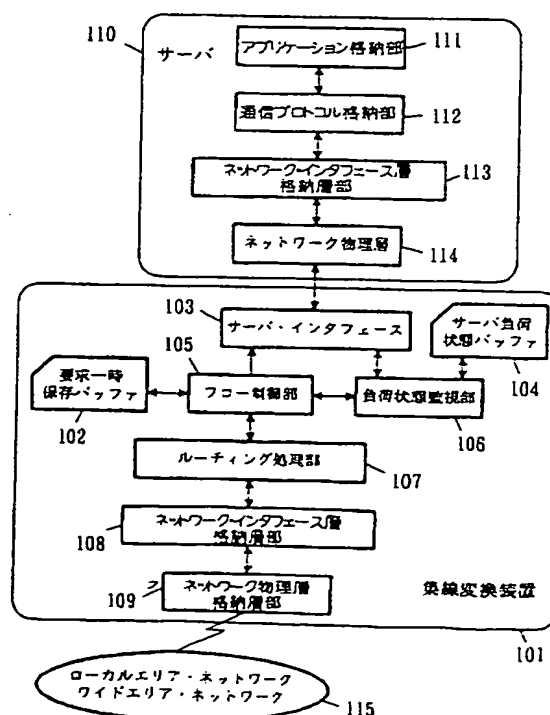 110
サーバ
アプリケーション格納部
111
通信プロトコル格納部
112
ネットワーク・インタフェース層
格納層部
113
ネットワーク物理層
114
103
サーバ・インタフェース
サーバ負荷
状態バッファ
104
105
要求一時
保存バッファ
102
フロー制御部
負荷状態監視部
106
ルーティング処理部
107
ネットワーク・インタフェース層
格納層部
108
ネットワーク物理層
格納層部
109
集線変換装置
101
ローカルエリア・ネットワーク
ワイドエリア・ネットワーク
115